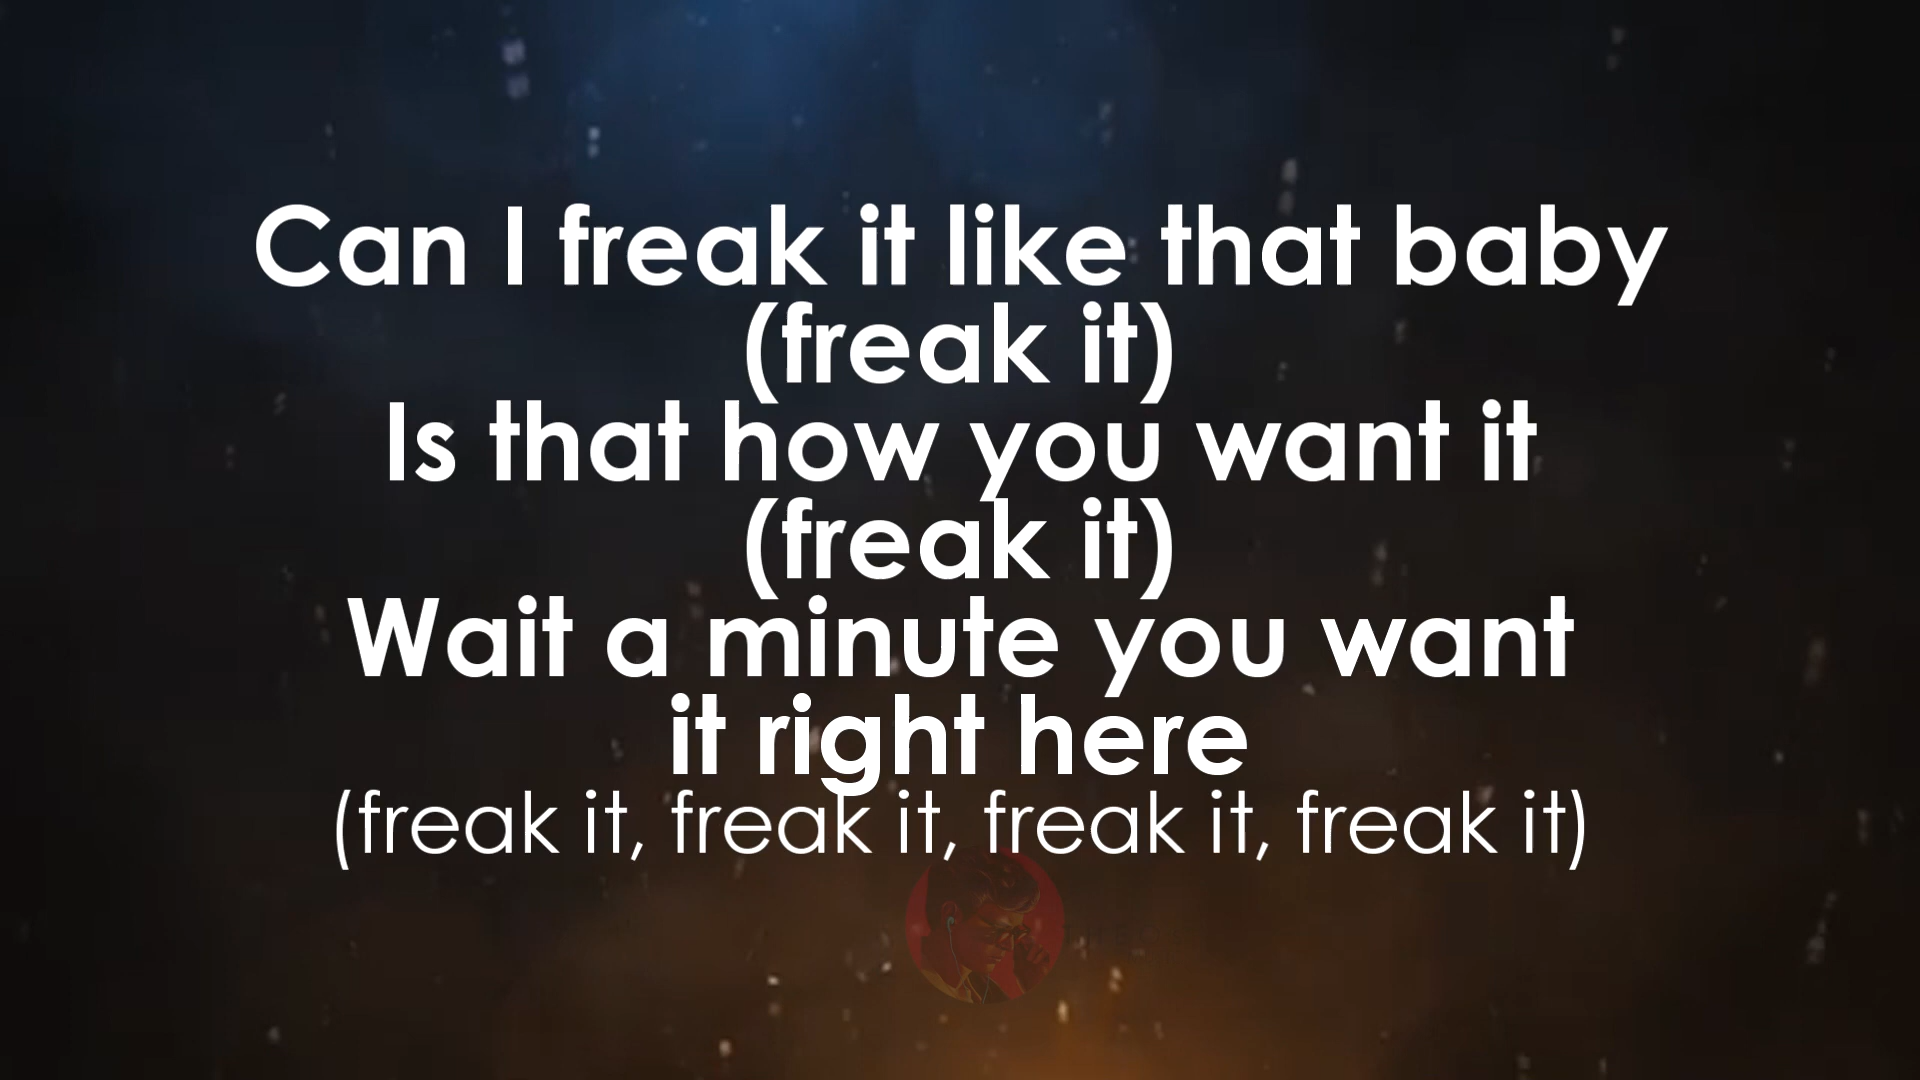 Can I freak it like that baby
(freak it)
Is that how you want it
(freak it)
Wait a minute you want
it right here
(freak it, freak it, freak it, freak it)